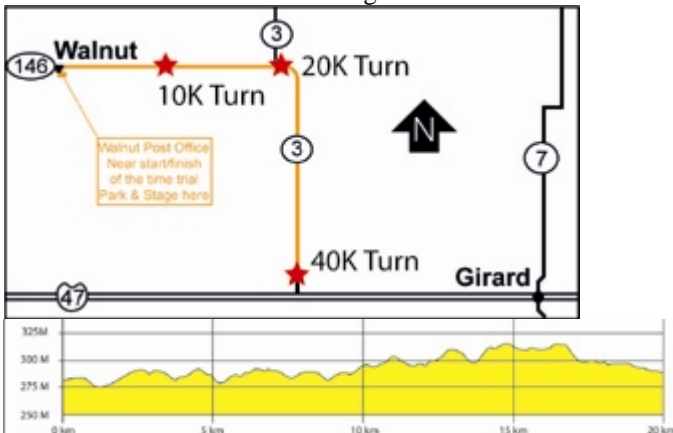 3
Walnut
146
20K Turn
10K Turn
Walnut Post Office
Near start/finish
of the time trial
Park & Stage here
N
3
7
40K Turn
Girard
47
325M
300 M
275 M
250 M
0 km
5 km
10 km
15 km
20 km